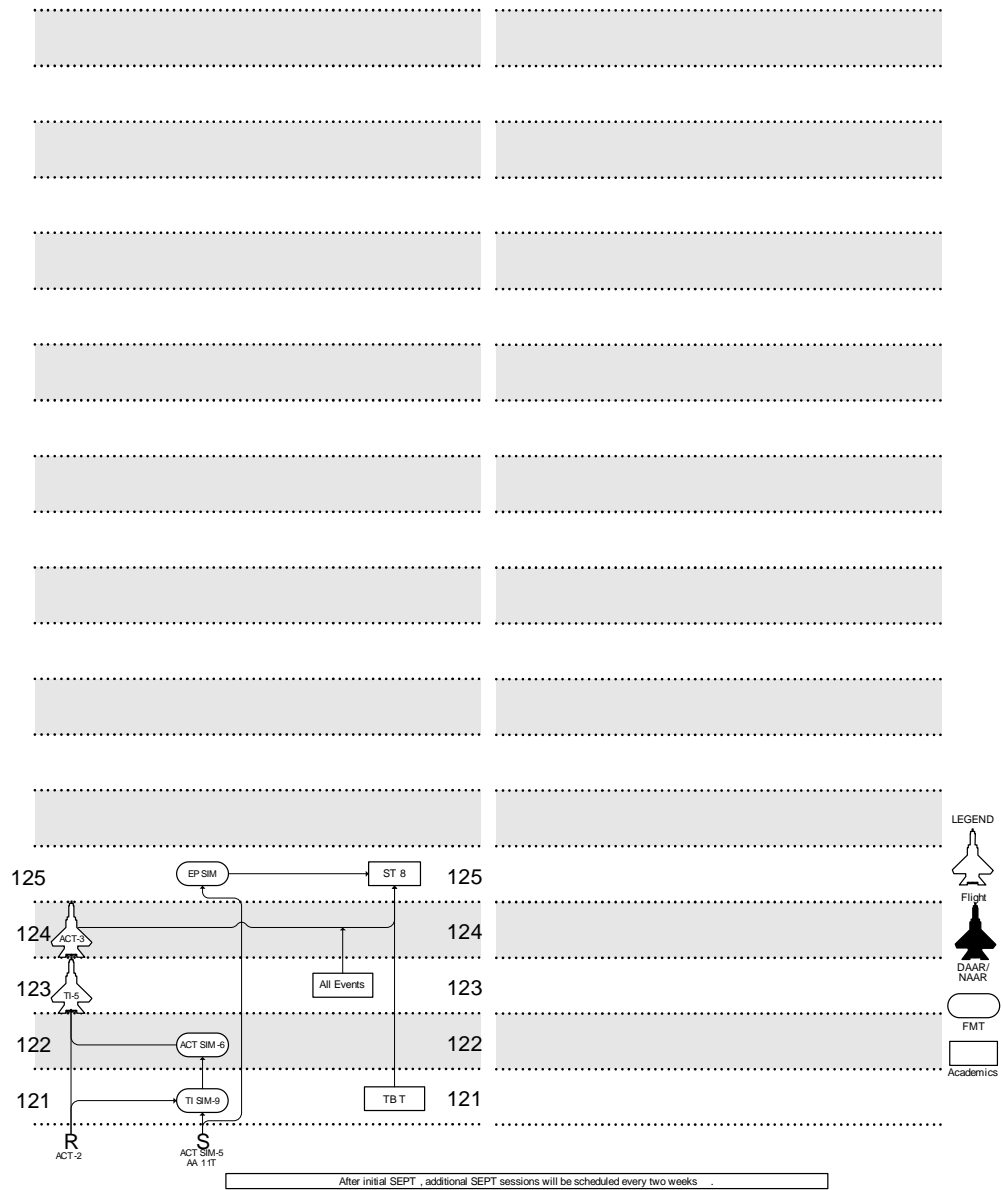 LEGEND
Flight
DAAR/
NAAR
FMT
Academics
125 EP SIM ST 8 125
124 ACT-3 124
123 TI-5 All Events 123
122 ACT SIM-6 122
121 TI SIM-9 TB T 121
R S
ACT-2 ACT SIM-5
AA 11T
After initial SEPT , additional SEPT sessions will be scheduled every two weeks .